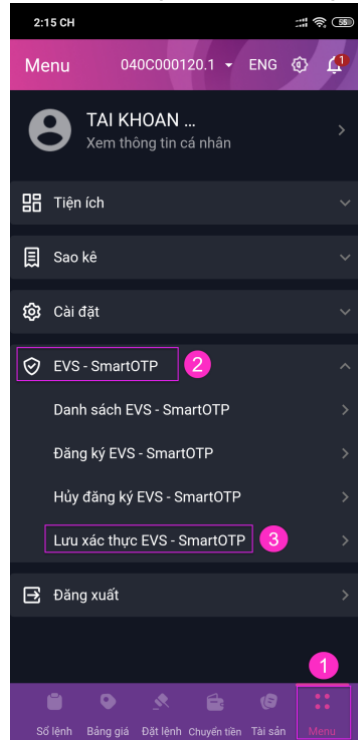 2:15 CH
55
Menu 040C000120.1 ENG 1
TAI KHOAN ...
Xem thông tin cá nhân
Tiện ích
Sao kê
Cài đặt
EVS - SmartOTP 2
Danh sách EVS - SmartOTP
Đăng ký EVS - SmartOTP
Hủy đăng ký EVS - SmartOTP
Lưu xác thực EVS - SmartOTP 3
Đăng xuất
1
Sổ lệnh Bảng giá Đặt lệnh Chuyển tiền Tài sản Menu